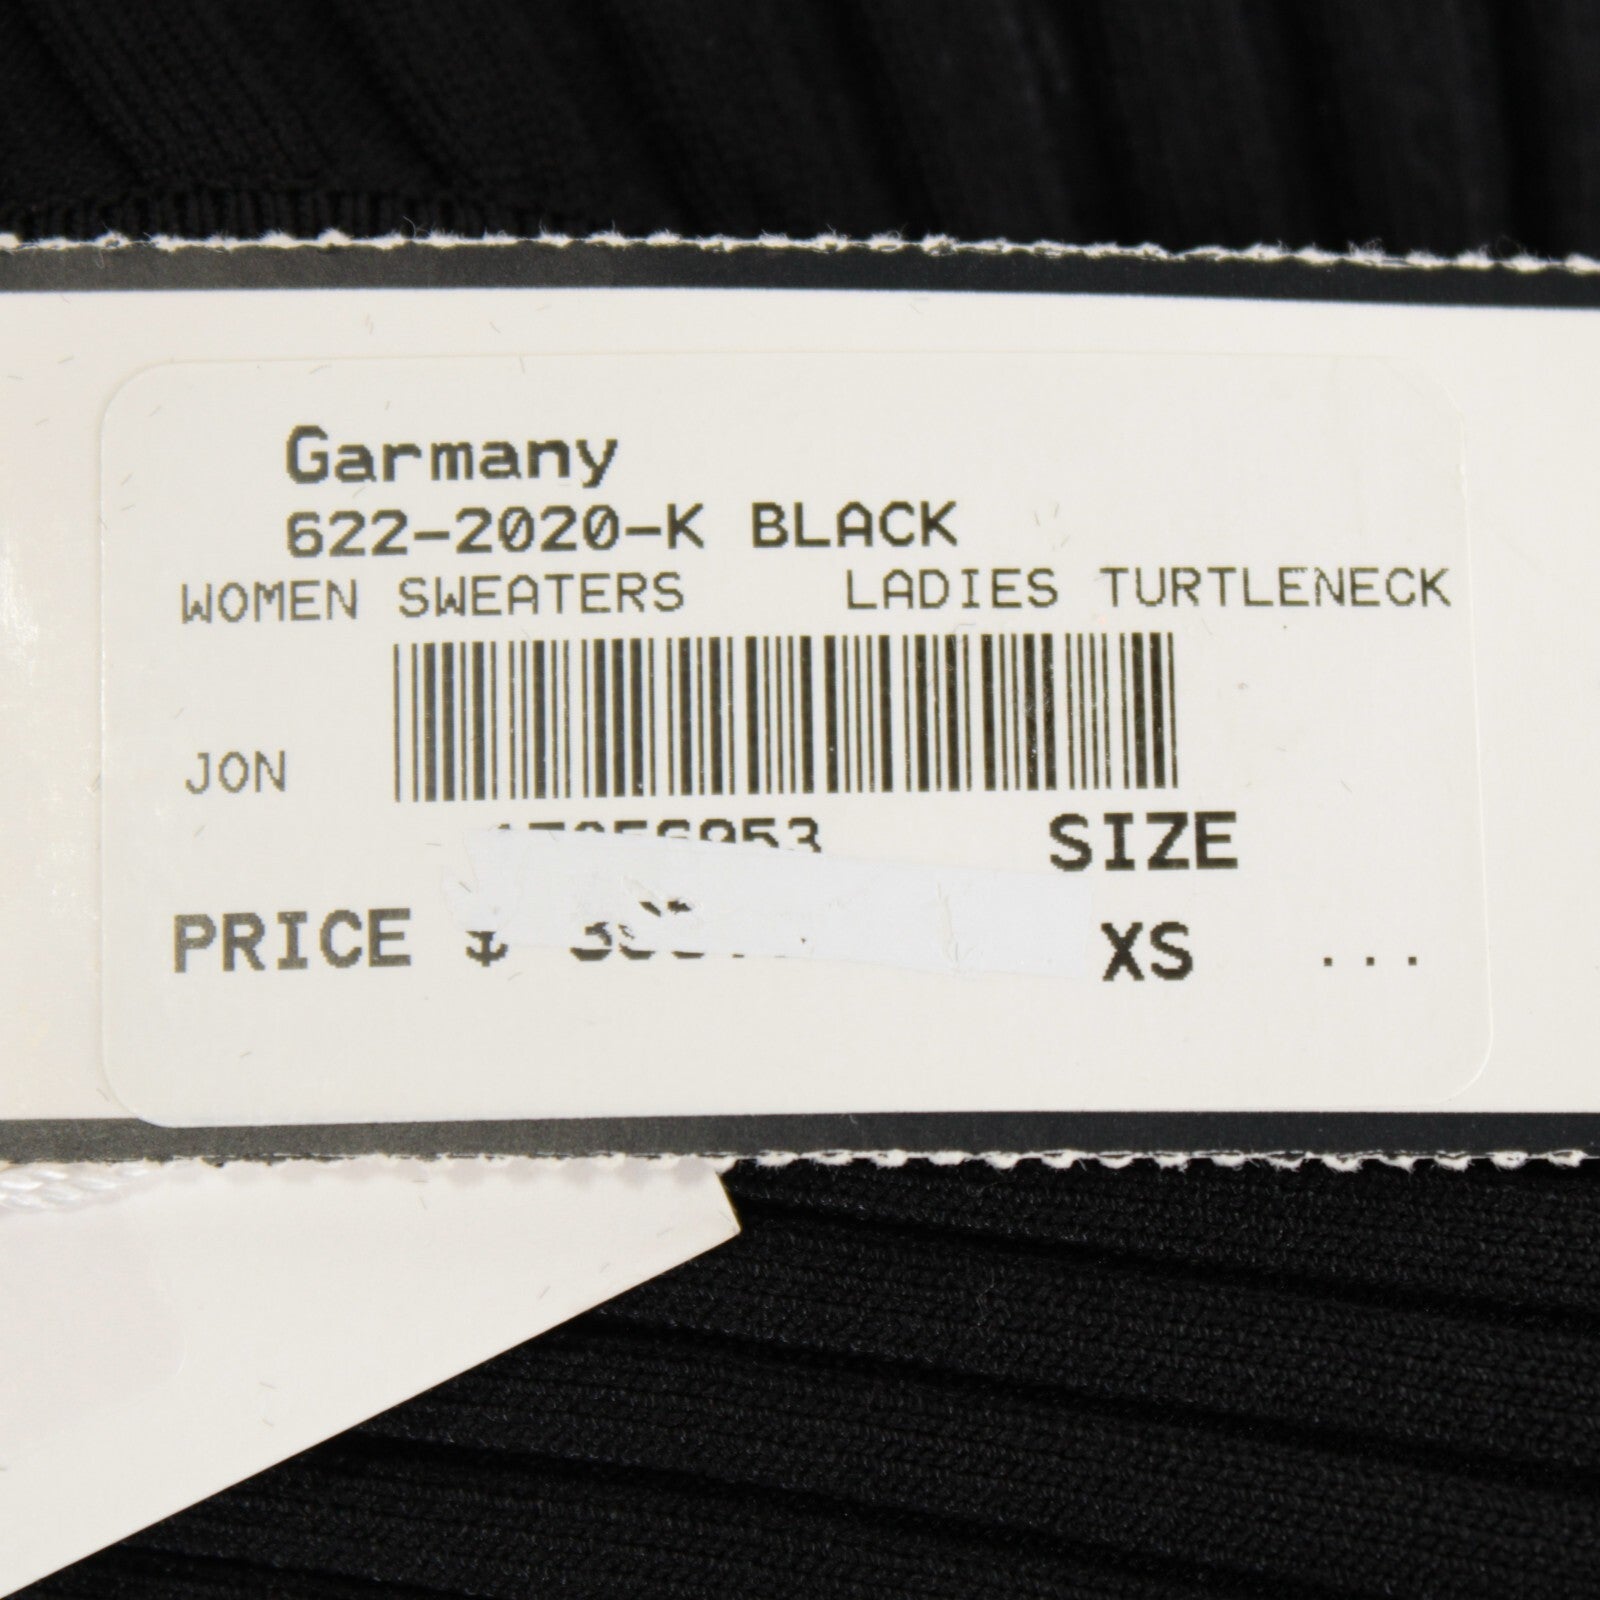 Garmany
622-2020-K BLACK
WOMEN SWEATERS LADIES TURTLENECK
JON
SIZE
PRICE $ XS ...